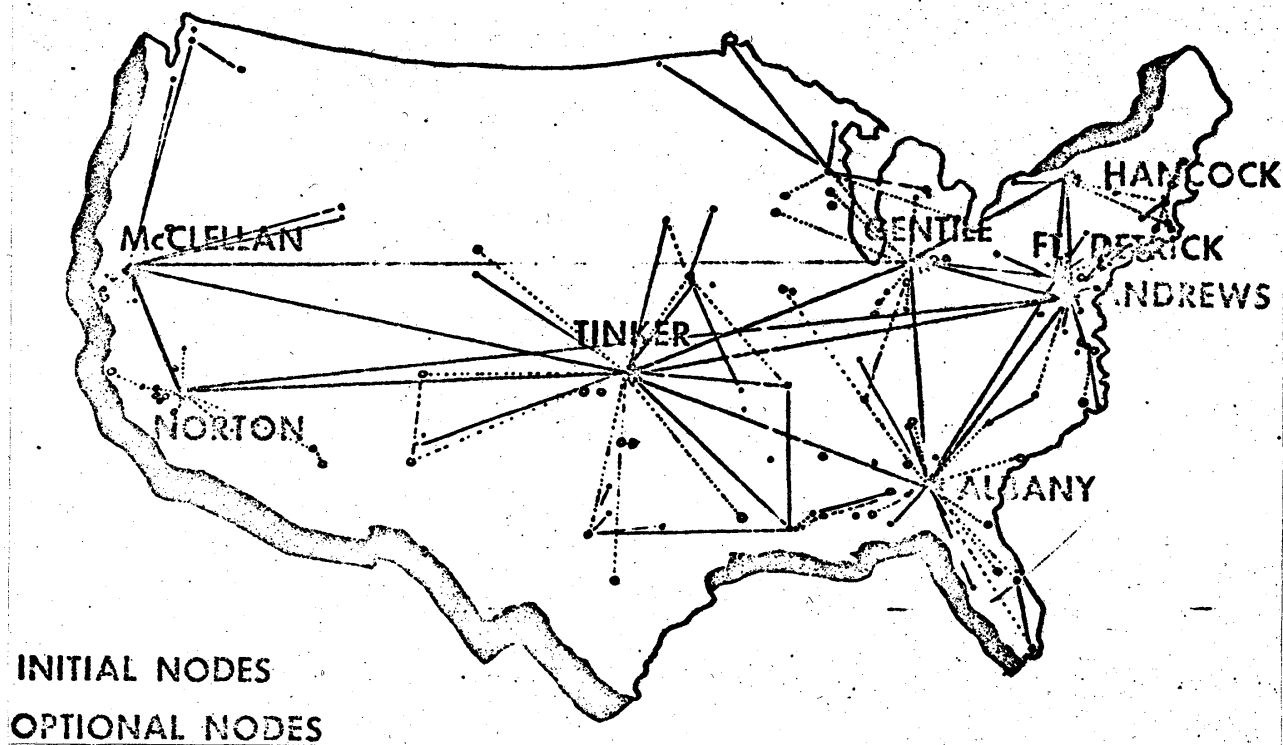 HANCOCK
McCLELLAN
GENTILE
FT DETRICK
ANDREWS
TINKER
NORTON
ALBANY
INITIAL NODES
OPTIONAL NODES